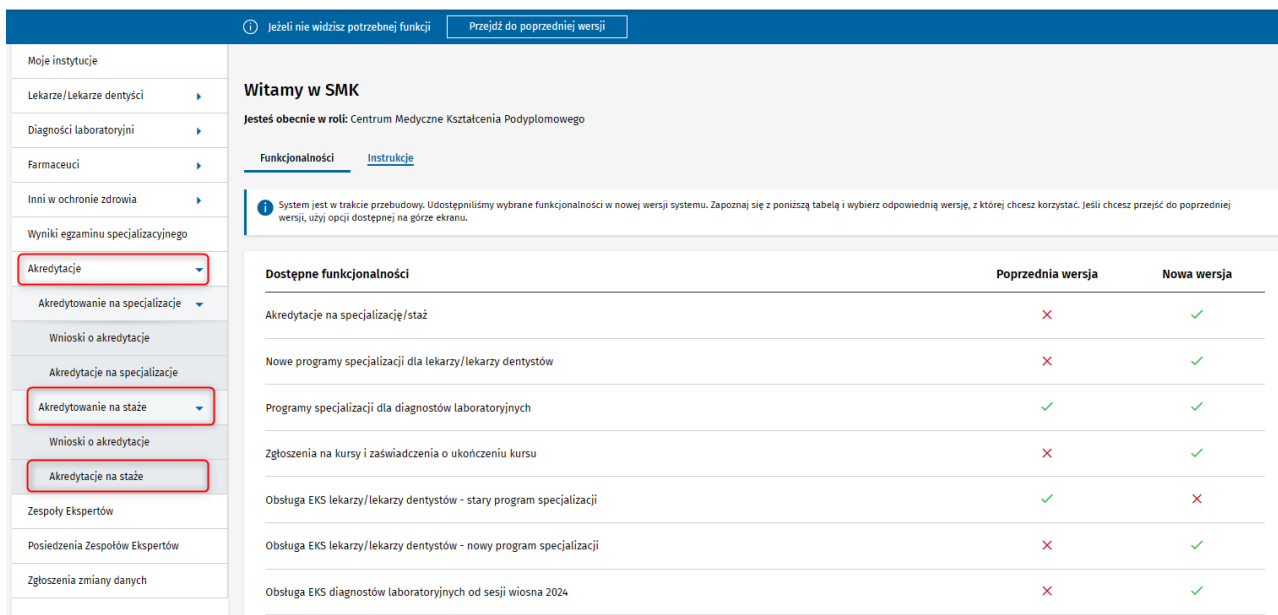 Jeżeli nie widzisz potrzebnej funkcji Przejdź do poprzedniej wersji
Moje instytucje
Lekarze/Lekarze dentyści
Diagności laboratoryjni
Farmaceuci
Inni w ochronie zdrowia
Wyniki egzaminu specjalizacyjnego
Akredytacje
Akredytowanie na specjalizacje
Wnioski o akredytacje
Akredytacje na specjalizacje
Akredytowanie na staże
Wnioski o akredytacje
Akredytacje na staże
Zespoły Ekspertów
Posiedzenia Zespołów Ekspertów
Zgłoszenia zmiany danych
Witamy w SMK
Jesteś obecnie w roli: Centrum Medyczne Kształcenia Podyplomowego
Funkcjonalności Instrukcje
System jest w trakcie przebudowy. Udostępniliśmy wybrane funkcjonalności w nowej wersji systemu. Zapoznaj się z poniższą tabelą i wybierz odpowiednią wersję, z której chcesz korzystać. Jeśli chcesz przejść do poprzedniej
wersji, użyj opcji dostępnej na górze ekranu.
Dostępne funkcjonalności Poprzednia wersja Nowa wersja
Akredytacje na specjalizację/staż
Nowe programy specjalizacji dla lekarzy/lekarzy dentystów
Programy specjalizacji dla diagnostów laboratoryjnych
Zgłoszenia na kursy i zaświadczenia o ukończeniu kursu
Obsługa EKS lekarzy/lekarzy dentystów - stary program specjalizacji
Obsługa EKS lekarzy/lekarzy dentystów - nowy program specjalizacji
Obsługa EKS diagnostów laboratoryjnych od sesji wiosna 2024